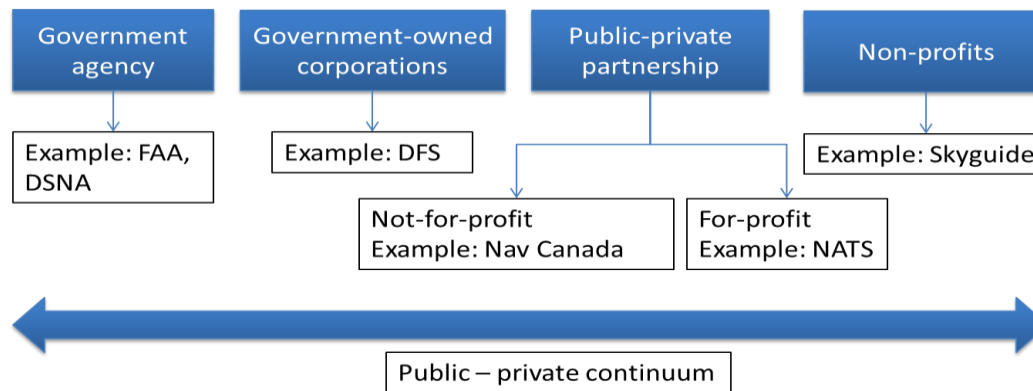 Government
agency
Government-owned
corporations
Public-private
partnership
Non-profits
Example: FAA,
DSNA
Example: DFS
Example: Skyguide
Not-for-profit
Example: Nav Canada
For-profit
Example: NATS
Public – private continuum